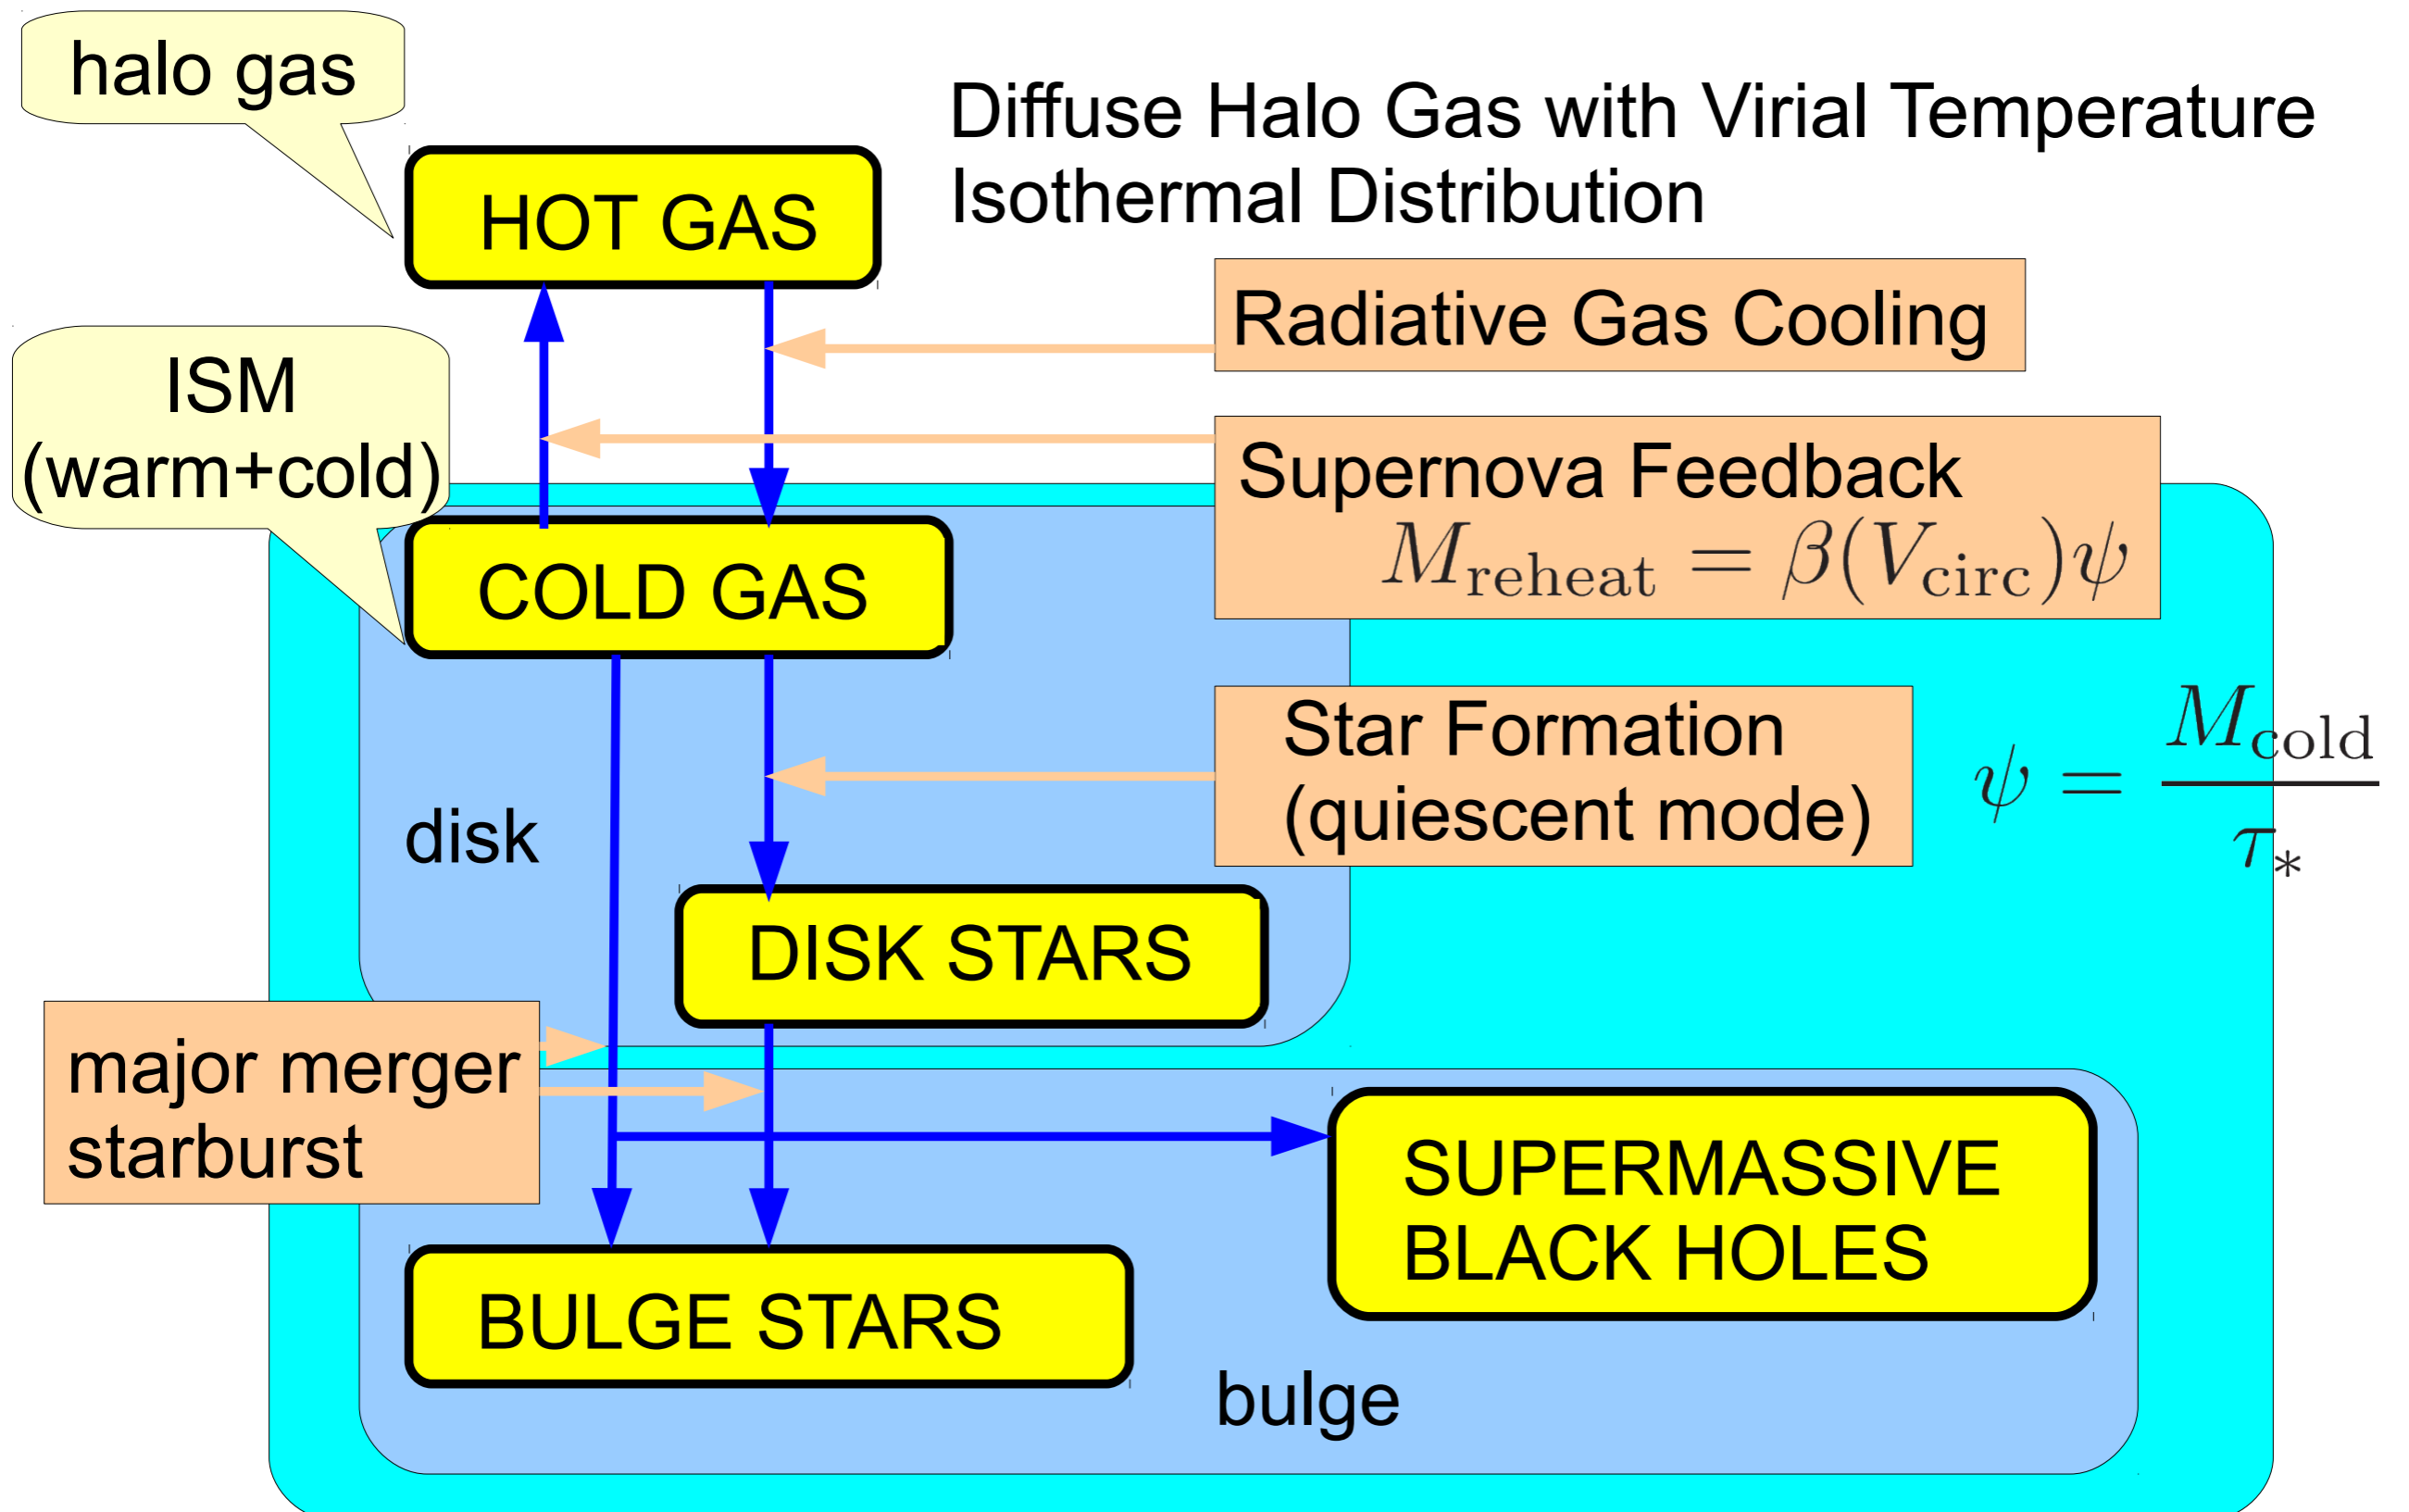 halo gas
Diffuse Halo Gas with Virial Temperature
Isothermal Distribution
HOT GAS
Radiative Gas Cooling
ISM
(warm+cold)
Supernova Feedback
M_reheat = β(V_circ)ψ
COLD GAS
Star Formation
(quiescent mode)
ψ = M_cold / τ_*
disk
DISK STARS
major merger
starburst
SUPERMASSIVE
BLACK HOLES
BULGE STARS
bulge